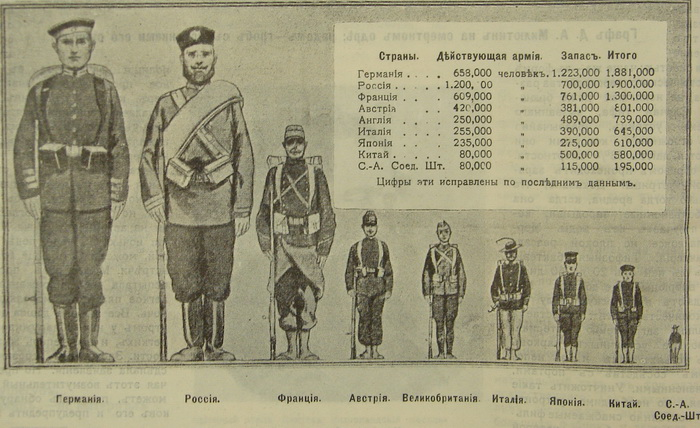 Страны. Дѣйствующая армія. Запасъ. Итого
Германія . . . . 658,000 человѣкъ. 1.223,000 1.881,000
Россія . . . . . 1.200, 00 „ 700,000 1.900,000
Франція . . . . 609,000 „ 761,000 1.300,000
Австрія . . . . 420,000 „ 381,000 801,000
Англія . . . . 250,000 „ 489,000 739,000
Италія . . . . 255,000 „ 390,000 645,000
Японія . . . . 235,000 „ 275,000 610,000
Китай . . . . . 80,000 „ 500,000 580,000
С.-А. Соед. Шт. 80,000 „ 115,000 195,000
Цифры эти исправлены по послѣднимъ даннымъ.
Германія. Россія. Франція. Австрія. Великобританія. Италія. Японія. Китай. С.-А. Соед.-Шт